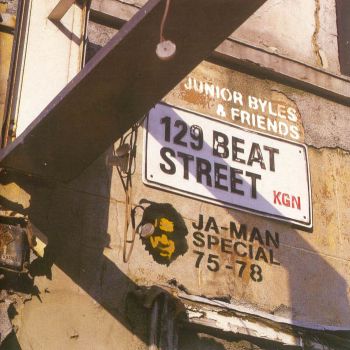 JUNIOR BYLES
& FRIENDS
129 BEAT
STREET
KGN
JA-MAN
SPECIAL
75-78